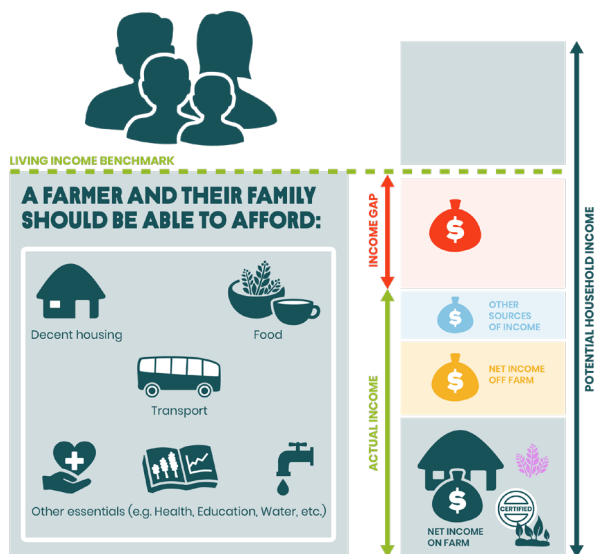 LIVING INCOME BENCHMARK
A FARMER AND THEIR FAMILY
SHOULD BE ABLE TO AFFORD:
Decent housing
Food
Transport
Other essentials (e.g. Health, Education, Water, etc.)
INCOME GAP
ACTUAL INCOME
$
$
OTHER
SOURCES
OF INCOME
$
NET INCOME
OFF FARM
$
CERTIFIED
NET INCOME
ON FARM
POTENTIAL HOUSEHOLD INCOME